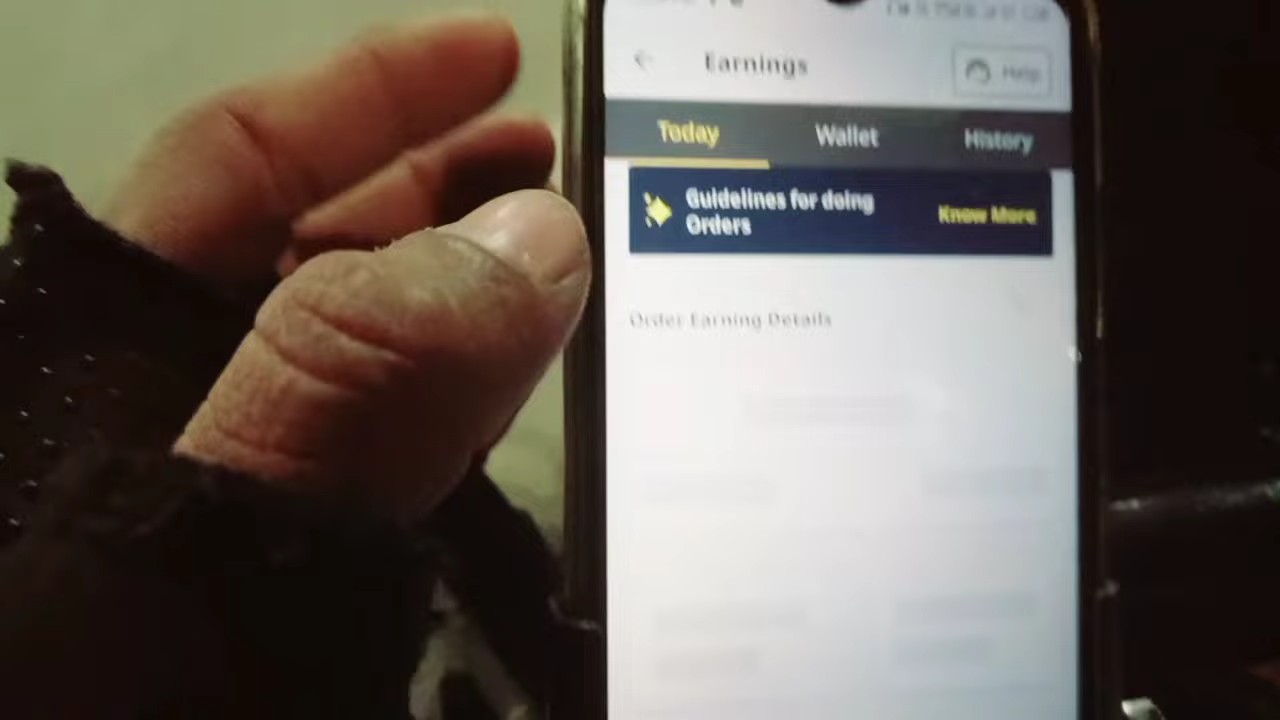 Earnings
Help
Today
Wallet
History
Guidelines for doing
Orders
Know More
Order Earning Details